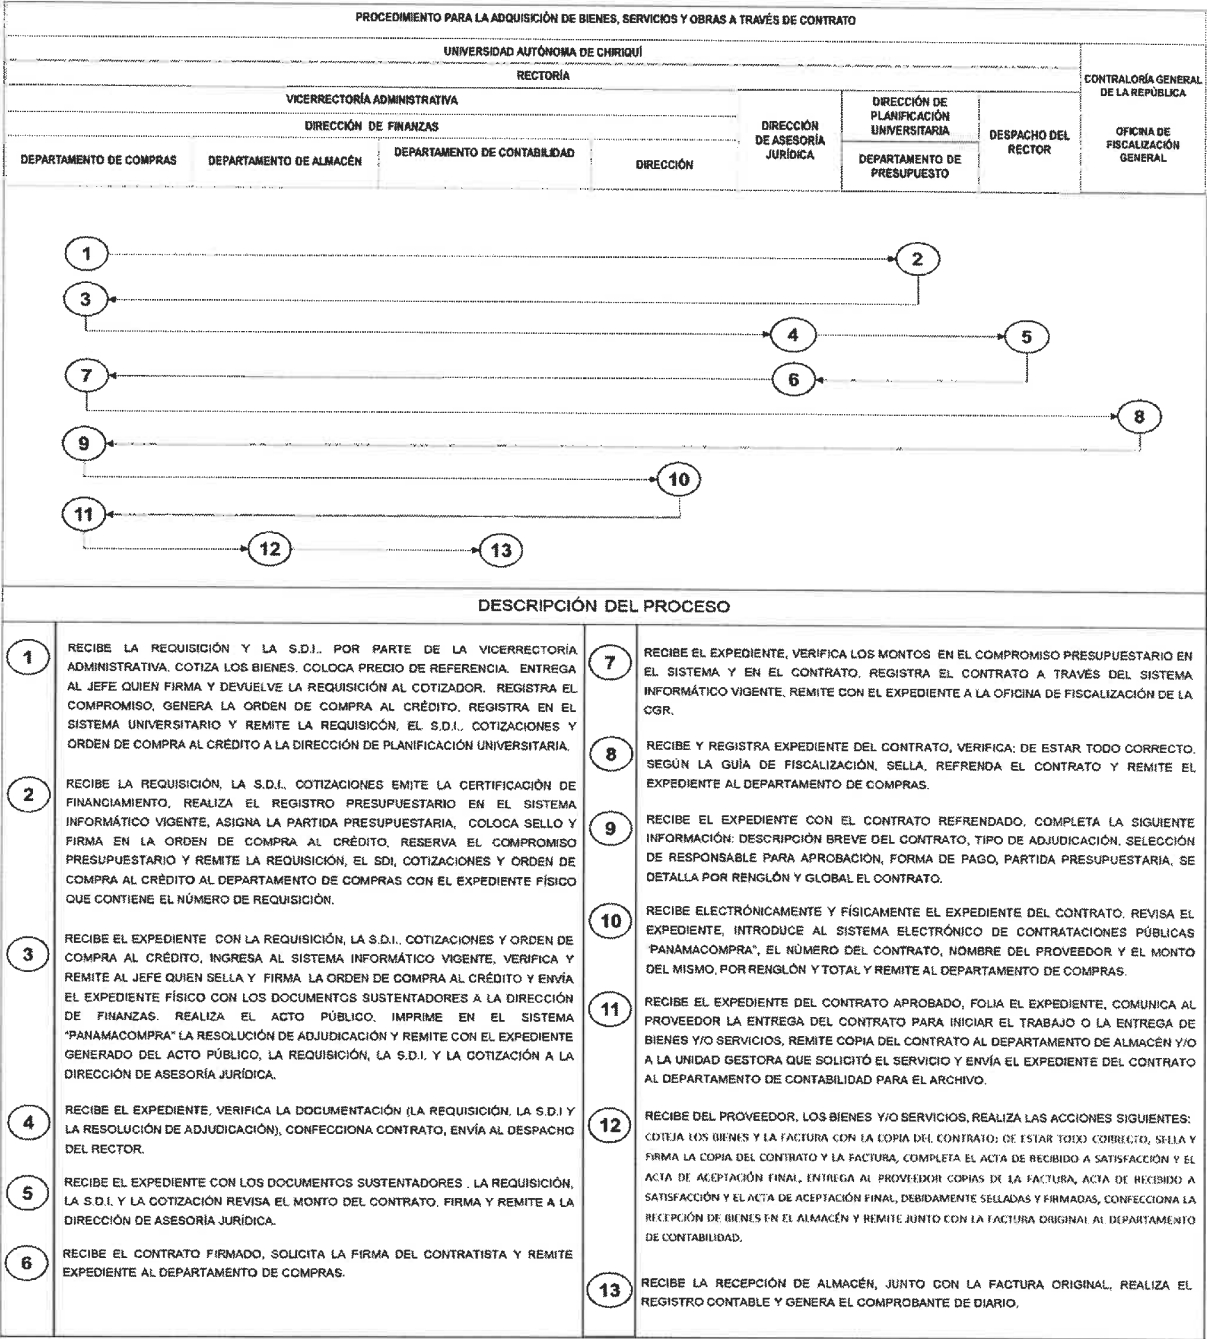 PROCEDIMIENTO PARA LA ADQUISICIÓN DE BIENES, SERVICIOS Y OBRAS A TRAVÉS DE CONTRATO
UNIVERSIDAD AUTÓNOMA DE CHIRIQUÍ
RECTORÍA
VICERRECTORÍA ADMINISTRATIVA
DIRECCIÓN DE FINANZAS
DEPARTAMENTO DE COMPRAS
DEPARTAMENTO DE ALMACÉN
DEPARTAMENTO DE CONTABILIDAD
DIRECCIÓN
DIRECCIÓN
DE ASESORÍA
JURÍDICA
DIRECCIÓN DE
PLANIFICACIÓN
UNIVERSITARIA
DEPARTAMENTO DE
PRESUPUESTO
DESPACHO DEL
RECTOR
CONTRALORÍA GENERAL
DE LA REPÚBLICA
OFICINA DE
FISCALIZACIÓN
GENERAL
1
2
3
4
5
7
6
8
9
10
11
12
13
DESCRIPCIÓN DEL PROCESO
1
RECIBE LA REQUISICIÓN Y LA S.D.I.. POR PARTE DE LA VICERRECTORÍA
ADMINISTRATIVA. COTIZA LOS BIENES. COLOCA PRECIO DE REFERENCIA. ENTREGA
AL JEFE QUIEN FIRMA Y DEVUELVE LA REQUISICIÓN AL COTIZADOR. REGISTRA EL
COMPROMISO, GENERA LA ORDEN DE COMPRA AL CRÉDITO. REGISTRA EN EL
SISTEMA UNIVERSITARIO Y REMITE LA REQUISICÓN, EL S.D.I., COTIZACIONES Y
ORDEN DE COMPRA AL CRÉDITO A LA DIRECCIÓN DE PLANIFICACIÓN UNIVERSITARIA.
2
RECIBE LA REQUISICIÓN, LA S.D.I., COTIZACIONES EMITE LA CERTIFICACIÓN DE
FINANCIAMIENTO, REALIZA EL REGISTRO PRESUPUESTARIO EN EL SISTEMA
INFORMÁTICO VIGENTE, ASIGNA LA PARTIDA PRESUPUESTARIA, COLOCA SELLO Y
FIRMA EN LA ORDEN DE COMPRA AL CRÉDITO, RESERVA EL COMPROMISO
PRESUPUESTARIO Y REMITE LA REQUISICIÓN, EL SDI, COTIZACIONES Y ORDEN DE
COMPRA AL CRÉDITO AL DEPARTAMENTO DE COMPRAS CON EL EXPEDIENTE FÍSICO
QUE CONTIENE EL NÚMERO DE REQUISICIÓN.
3
RECIBE EL EXPEDIENTE CON LA REQUISICIÓN, LA S.D.I., COTIZACIONES Y ORDEN DE
COMPRA AL CRÉDITO, INGRESA AL SISTEMA INFORMÁTICO VIGENTE, VERIFICA Y
REMITE AL JEFE QUIEN SELLA Y FIRMA LA ORDEN DE COMPRA AL CRÉDITO Y ENVÍA
EL EXPEDIENTE FÍSICO CON LOS DOCUMENTOS SUSTENTADORES A LA DIRECCIÓN
DE FINANZAS. REALIZA EL ACTO PÚBLICO, IMPRIME EN EL SISTEMA
"PANAMACOMPRA" LA RESOLUCIÓN DE ADJUDICACIÓN Y REMITE CON EL EXPEDIENTE
GENERADO DEL ACTO PÚBLICO, LA REQUISICIÓN, LA S.D.I. Y LA COTIZACIÓN A LA
DIRECCIÓN DE ASESORÍA JURÍDICA.
4
RECIBE EL EXPEDIENTE, VERIFICA LA DOCUMENTACIÓN (LA REQUISICIÓN, LA S.D.I Y
LA RESOLUCIÓN DE ADJUDICACIÓN), CONFECCIONA CONTRATO, ENVÍA AL DESPACHO
DEL RECTOR.
5
RECIBE EL EXPEDIENTE CON LOS DOCUMENTOS SUSTENTADORES . LA REQUISICIÓN,
LA S.D.I. Y LA COTIZACIÓN REVISA EL MONTO DEL CONTRATO, FIRMA Y REMITE A LA
DIRECCIÓN DE ASESORÍA JURÍDICA.
6
RECIBE EL CONTRATO FIRMADO, SOLICITA LA FIRMA DEL CONTRATISTA Y REMITE
EXPEDIENTE AL DEPARTAMENTO DE COMPRAS.
7
RECIBE EL EXPEDIENTE, VERIFICA LOS MONTOS EN EL COMPROMISO PRESUPUESTARIO EN
EL SISTEMA Y EN EL CONTRATO. REGISTRA EL CONTRATO A TRAVÉS DEL SISTEMA
INFORMÁTICO VIGENTE, REMITE CON EL EXPEDIENTE A LA OFICINA DE FISCALIZACIÓN DE LA
CGR.
8
RECIBE Y REGISTRA EXPEDIENTE DEL CONTRATO, VERIFICA; DE ESTAR TODO CORRECTO.
SEGÚN LA GUÍA DE FISCALIZACIÓN, SELLA, REFRENDA EL CONTRATO Y REMITE EL
EXPEDIENTE AL DEPARTAMENTO DE COMPRAS.
9
RECIBE EL EXPEDIENTE CON EL CONTRATO REFRENDADO, COMPLETA LA SIGUIENTE
INFORMACIÓN: DESCRIPCIÓN BREVE DEL CONTRATO, TIPO DE ADJUDICACIÓN, SELECCIÓN
DE RESPONSABLE PARA APROBACIÓN, FORMA DE PAGO, PARTIDA PRESUPUESTARIA, SE
DETALLA POR RENGLÓN Y GLOBAL EL CONTRATO.
10
RECIBE ELECTRÓNICAMENTE Y FÍSICAMENTE EL EXPEDIENTE DEL CONTRATO. REVISA EL
EXPEDIENTE, INTRODUCE AL SISTEMA ELECTRÓNICO DE CONTRATACIONES PÚBLICAS
"PANAMACOMPRA", EL NÚMERO DEL CONTRATO, NOMBRE DEL PROVEEDOR Y EL MONTO
DEL MISMO, POR RENGLÓN Y TOTAL Y REMITE AL DEPARTAMENTO DE COMPRAS.
11
RECIBE EL EXPEDIENTE DEL CONTRATO APROBADO, FOLIA EL EXPEDIENTE, COMUNICA AL
PROVEEDOR LA ENTREGA DEL CONTRATO PARA INICIAR EL TRABAJO O LA ENTREGA DE
BIENES Y/O SERVICIOS, REMITE COPIA DEL CONTRATO AL DEPARTAMENTO DE ALMACÉN Y/O
A LA UNIDAD GESTORA QUE SOLICITÓ EL SERVICIO Y ENVÍA EL EXPEDIENTE DEL CONTRATO
AL DEPARTAMENTO DE CONTABILIDAD PARA EL ARCHIVO.
12
RECIBE DEL PROVEEDOR, LOS BIENES Y/O SERVICIOS, REALIZA LAS ACCIONES SIGUIENTES:
COTEJA LOS BIENES Y LA FACTURA CON LA COPIA DEL CONTRATO; DE ESTAR TODO CORRECTO, SELLA Y
FIRMA LA COPIA DEL CONTRATO Y LA FACTURA, COMPLETA EL ACTA DE RECIBIDO A SATISFACCIÓN Y EL
ACTA DE ACEPTACIÓN FINAL, ENTREGA AL PROVEEDOR COPIAS DE LA FACTURA, ACTA DE RECIBIDO A
SATISFACCIÓN Y EL ACTA DE ACEPTACIÓN FINAL, DEBIDAMENTE SELLADAS Y FIRMADAS, CONFECCIONA LA
RECEPCIÓN DE BIENES EN EL ALMACÉN Y REMITE JUNTO CON LA FACTURA ORIGINAL AL DEPARTAMENTO
DE CONTABILIDAD.
13
RECIBE LA RECEPCIÓN DE ALMACÉN, JUNTO CON LA FACTURA ORIGINAL, REALIZA EL
REGISTRO CONTABLE Y GENERA EL COMPROBANTE DE DIARIO.